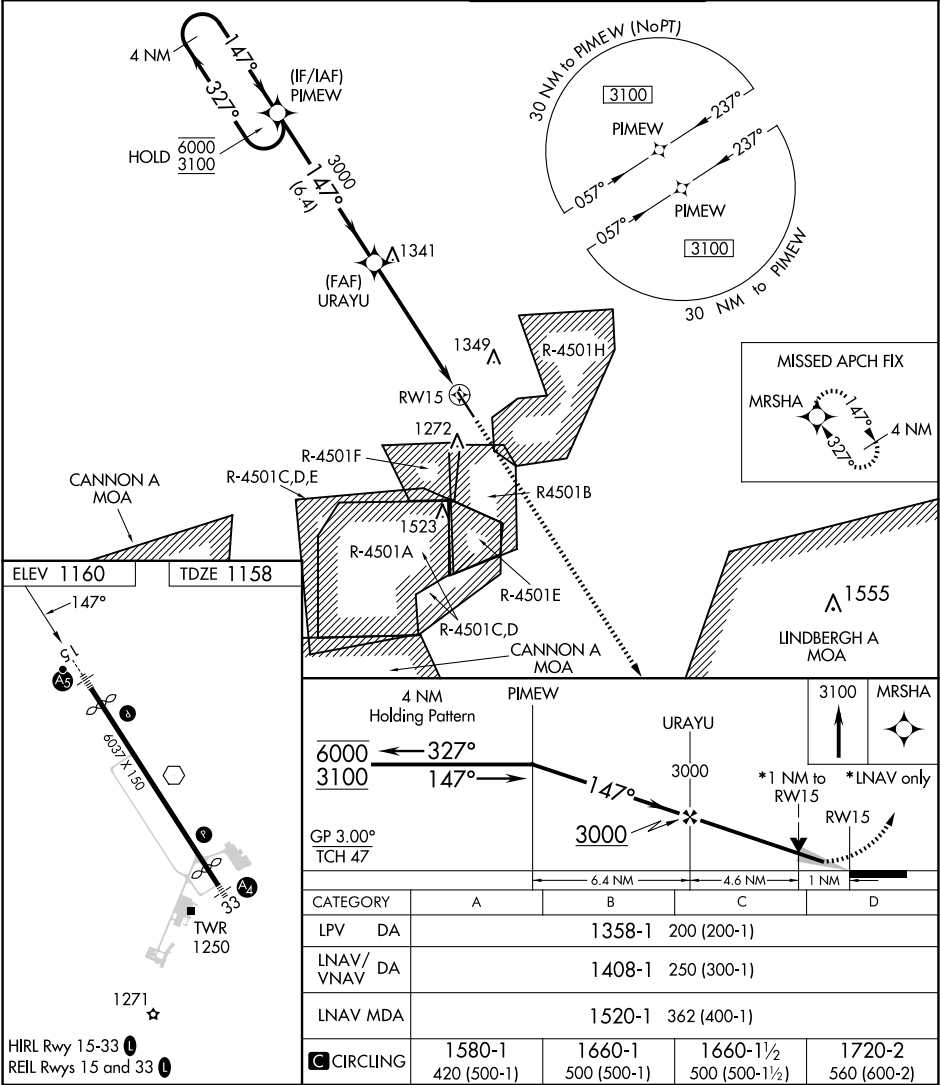 4 NM
147°
327°
(IF/IAF)
PIMEW
HOLD 6000
3100
3000
147°
(6.4)
(FAF)
URAYU
1341
30 NM to PIMEW (NoPT)
3100
PIMEW
237°
057°
237°
057°
PIMEW
3100
30 NM to PIMEW
1349
R-4501H
RW15
1272
R-4501F
R-4501C,D,E
R4501B
CANNON A
MOA
1523
R-4501A
R-4501E
R-4501C,D
CANNON A
MOA
MISSED APCH FIX
MRSHA
147°
4 NM
327°
1555
LINDBERGH A
MOA
ELEV 1160
TDZE 1158
147°
15
A5
P
6037 X 150
P
A4
33
TWR
1250
1271
HIRL Rwy 15-33 L
REIL Rwys 15 and 33 L
4 NM
Holding Pattern
PIMEW
URAYU
3100
MRSHA
6000
3100
327°
147°
147°
3000
3000
*1 NM to
RW15
*LNAV only
RW15
GP 3.00°
TCH 47
6.4 NM
4.6 NM
1 NM
CATEGORY A B C D
LPV DA 1358-1 200 (200-1)
LNAV/
VNAV DA 1408-1 250 (300-1)
LNAV MDA 1520-1 362 (400-1)
C CIRCLING 1580-1 1660-1 1660-1½ 1720-2
420 (500-1) 500 (500-1) 500 (500-1½) 560 (600-2)